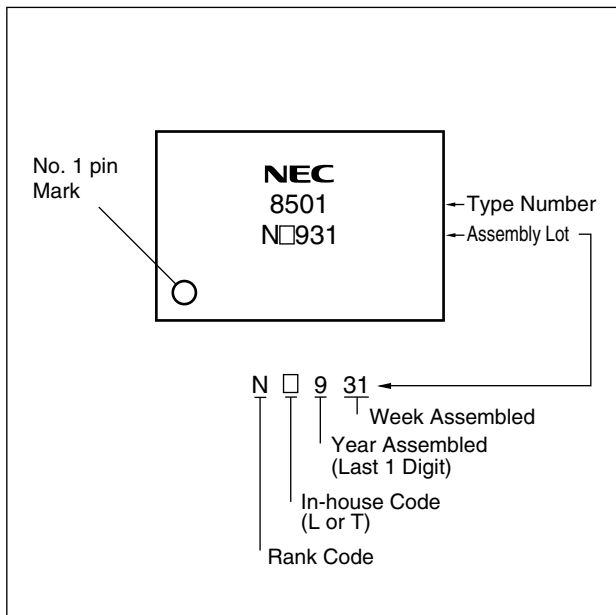 No. 1 pin
Mark
NEC
8501
N□931
Type Number
Assembly Lot
N □ 9 31
Week Assembled
Year Assembled
(Last 1 Digit)
In-house Code
(L or T)
Rank Code